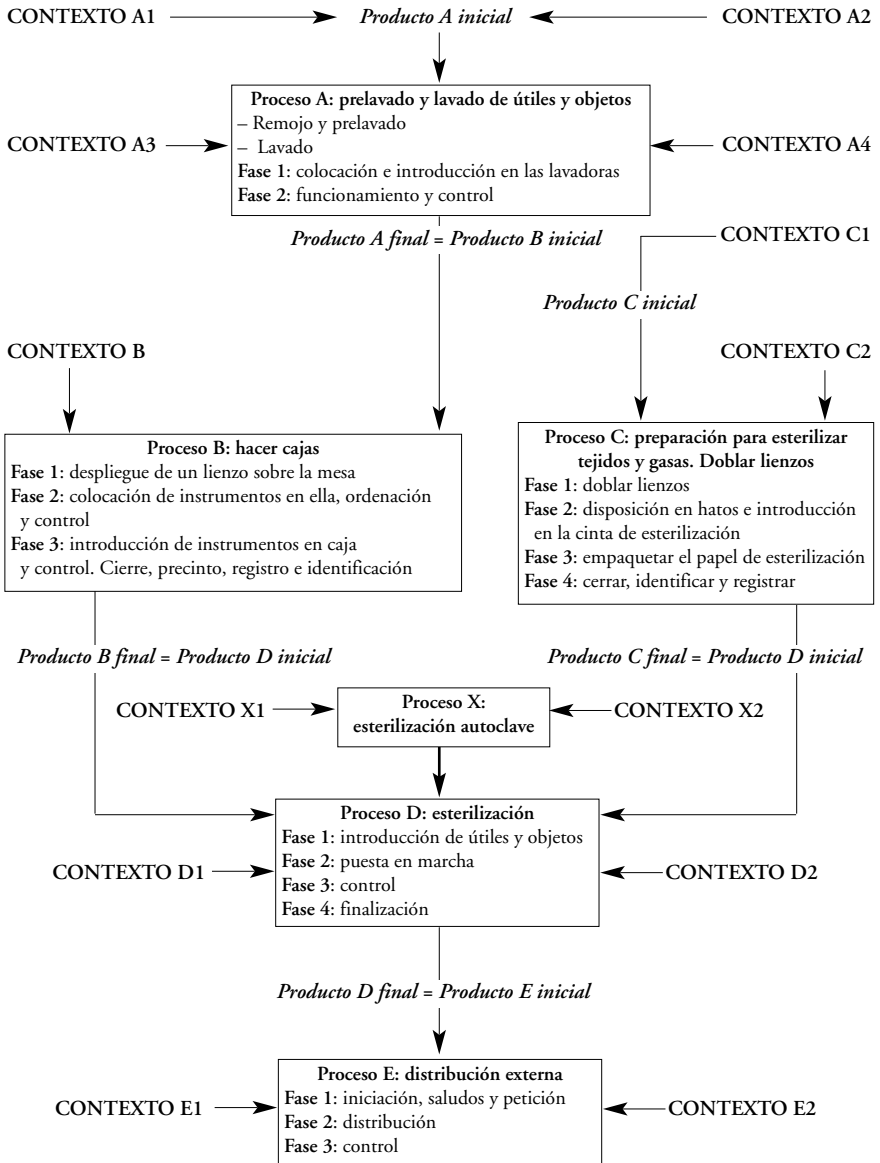 CONTEXTO A1
Producto A inicial
CONTEXTO A2
Proceso A: prelavado y lavado de útiles y objetos
– Remojo y prelavado
– Lavado
Fase 1: colocación e introducción en las lavadoras
Fase 2: funcionamiento y control
CONTEXTO A3
CONTEXTO A4
Producto A final = Producto B inicial
CONTEXTO C1
Producto C inicial
CONTEXTO B
CONTEXTO C2
Proceso B: hacer cajas
Fase 1: despliegue de un lienzo sobre la mesa
Fase 2: colocación de instrumentos en ella, ordenación
y control
Fase 3: introducción de instrumentos en caja
y control. Cierre, precinto, registro e identificación
Proceso C: preparación para esterilizar
tejidos y gasas. Doblar lienzos
Fase 1: doblar lienzos
Fase 2: disposición en hatos e introducción
en la cinta de esterilización
Fase 3: empaquetar el papel de esterilización
Fase 4: cerrar, identificar y registrar
Producto B final = Producto D inicial
Producto C final = Producto D inicial
CONTEXTO X1
Proceso X:
esterilización autoclave
CONTEXTO X2
Proceso D: esterilización
Fase 1: introducción de útiles y objetos
Fase 2: puesta en marcha
Fase 3: control
Fase 4: finalización
CONTEXTO D1
CONTEXTO D2
Producto D final = Producto E inicial
Proceso E: distribución externa
Fase 1: iniciación, saludos y petición
Fase 2: distribución
Fase 3: control
CONTEXTO E1
CONTEXTO E2